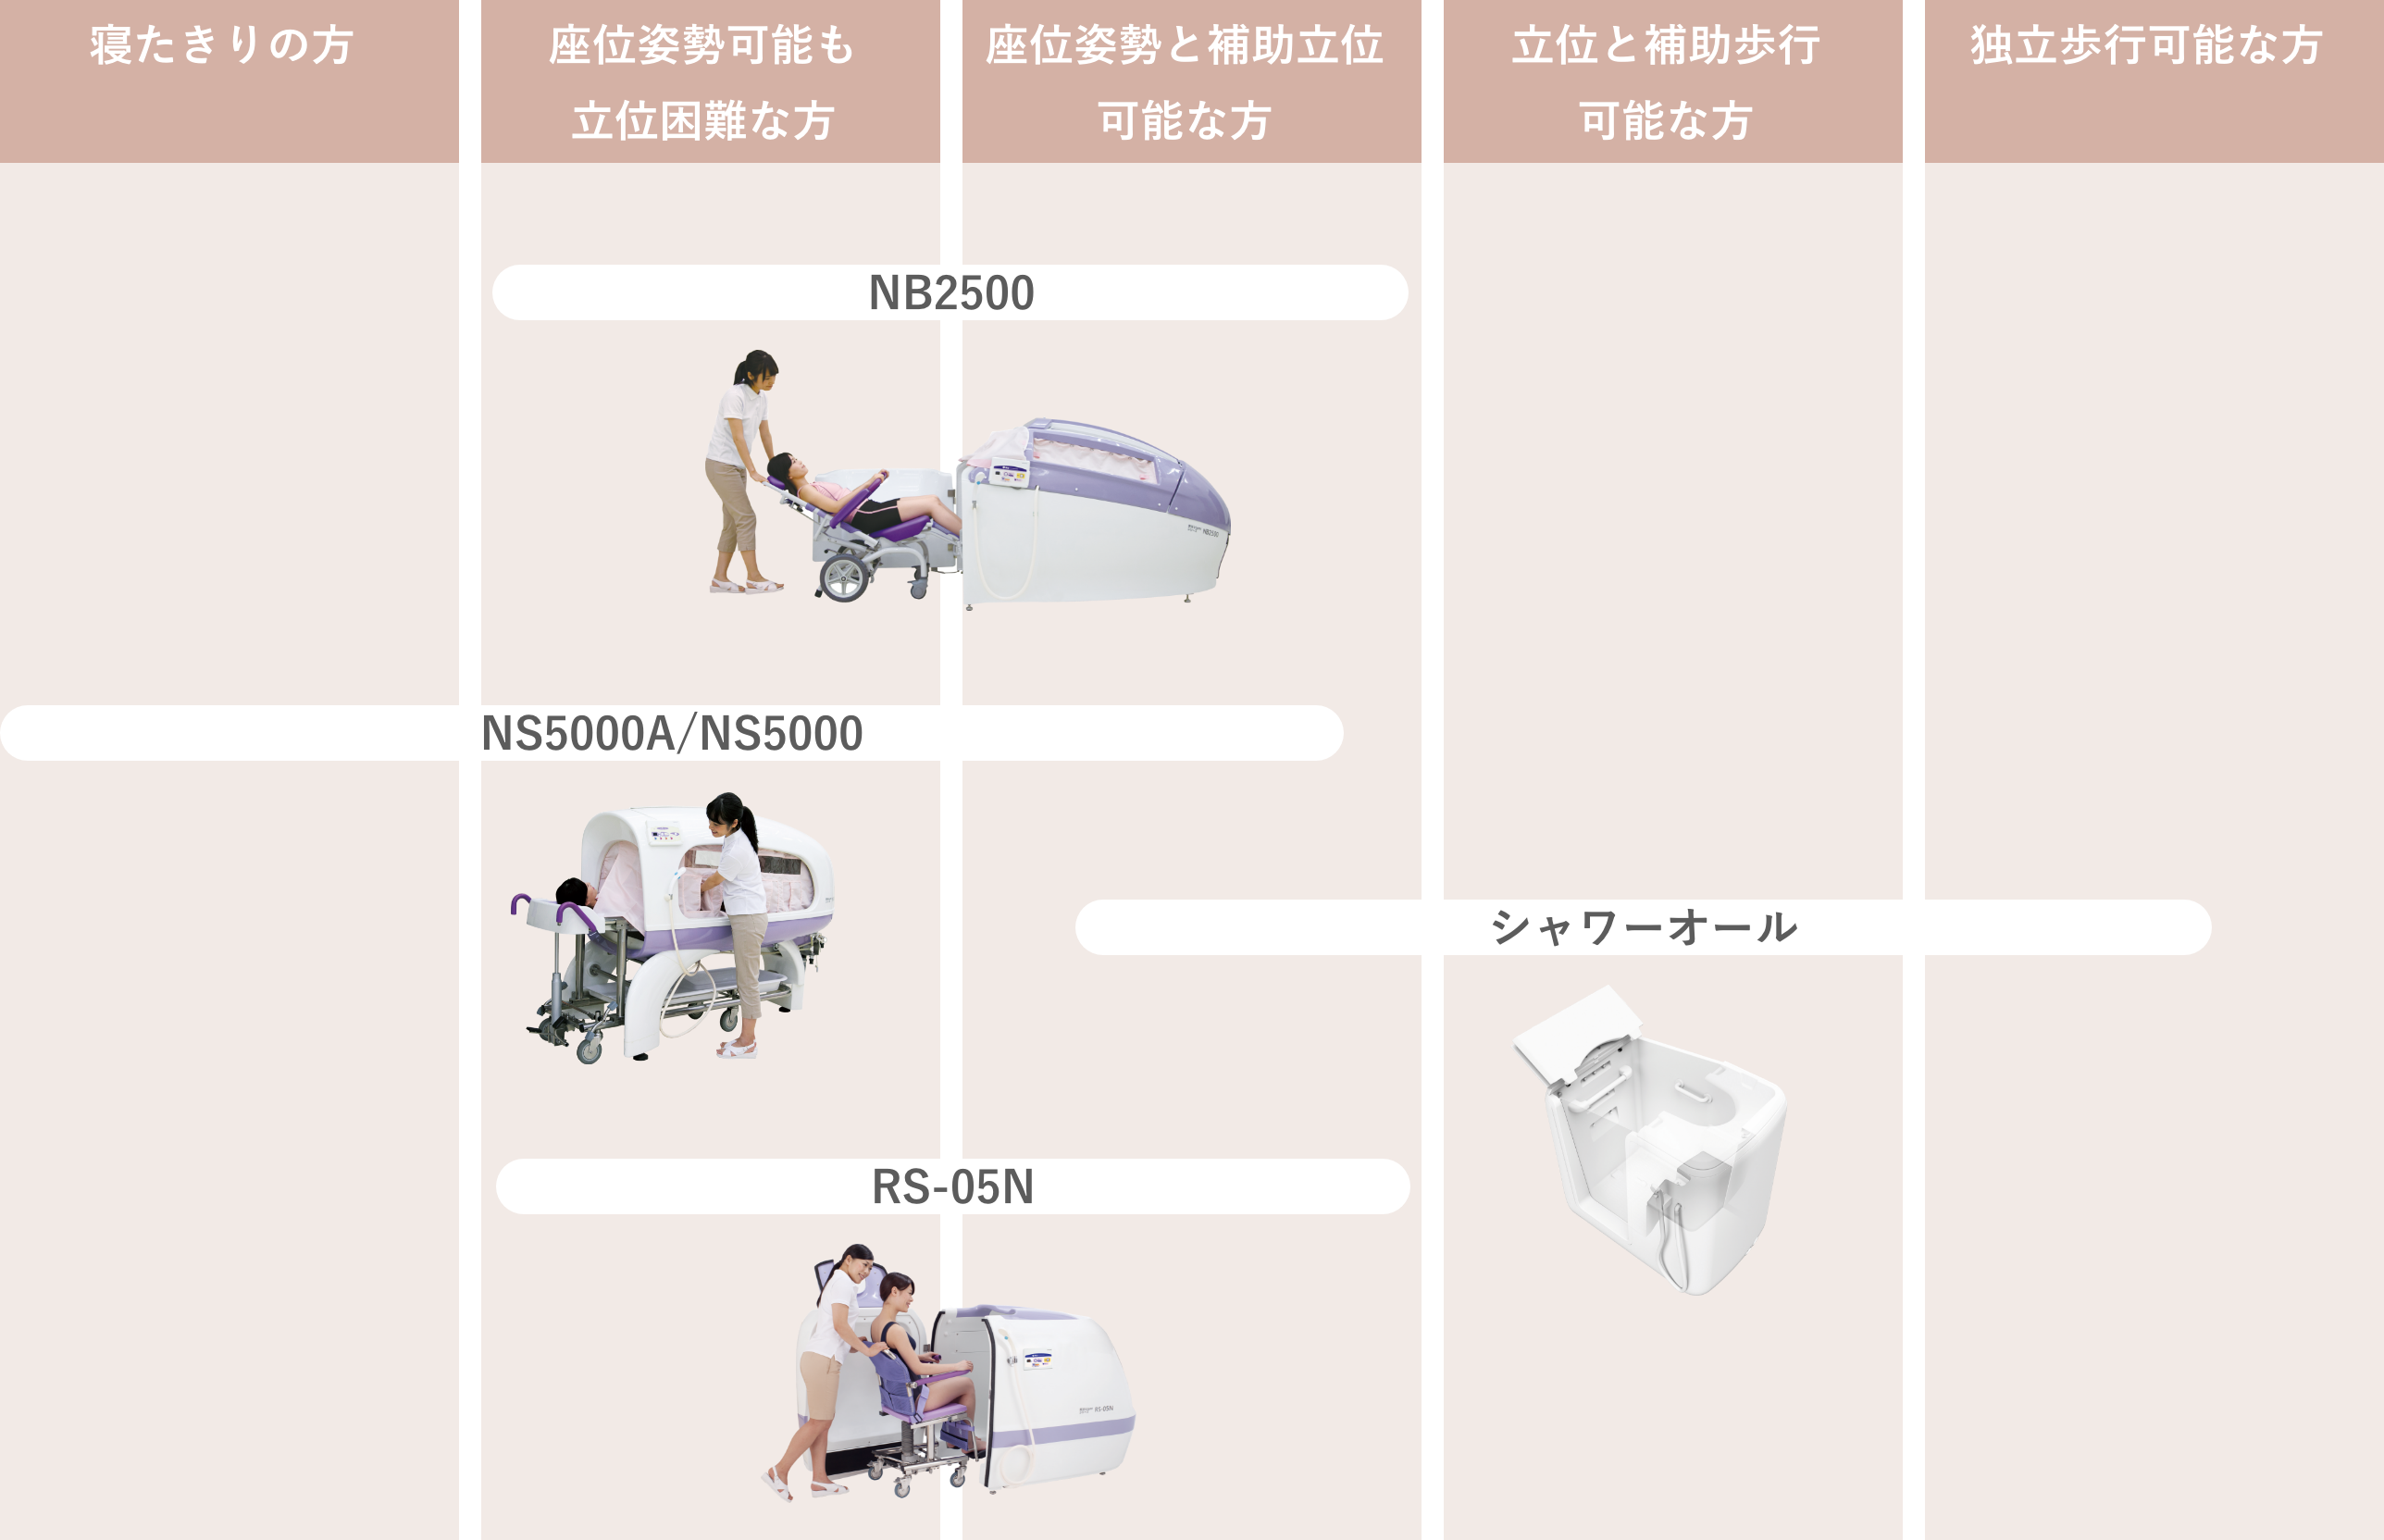 寝たきりの方
座位姿勢可能も
立位困難な方
座位姿勢と補助立位
可能な方
立位と補助歩行
可能な方
独立歩行可能な方
NB2500
NB2500
NS5000A/NS5000
シャワーオール
RS-05N
RS-05N